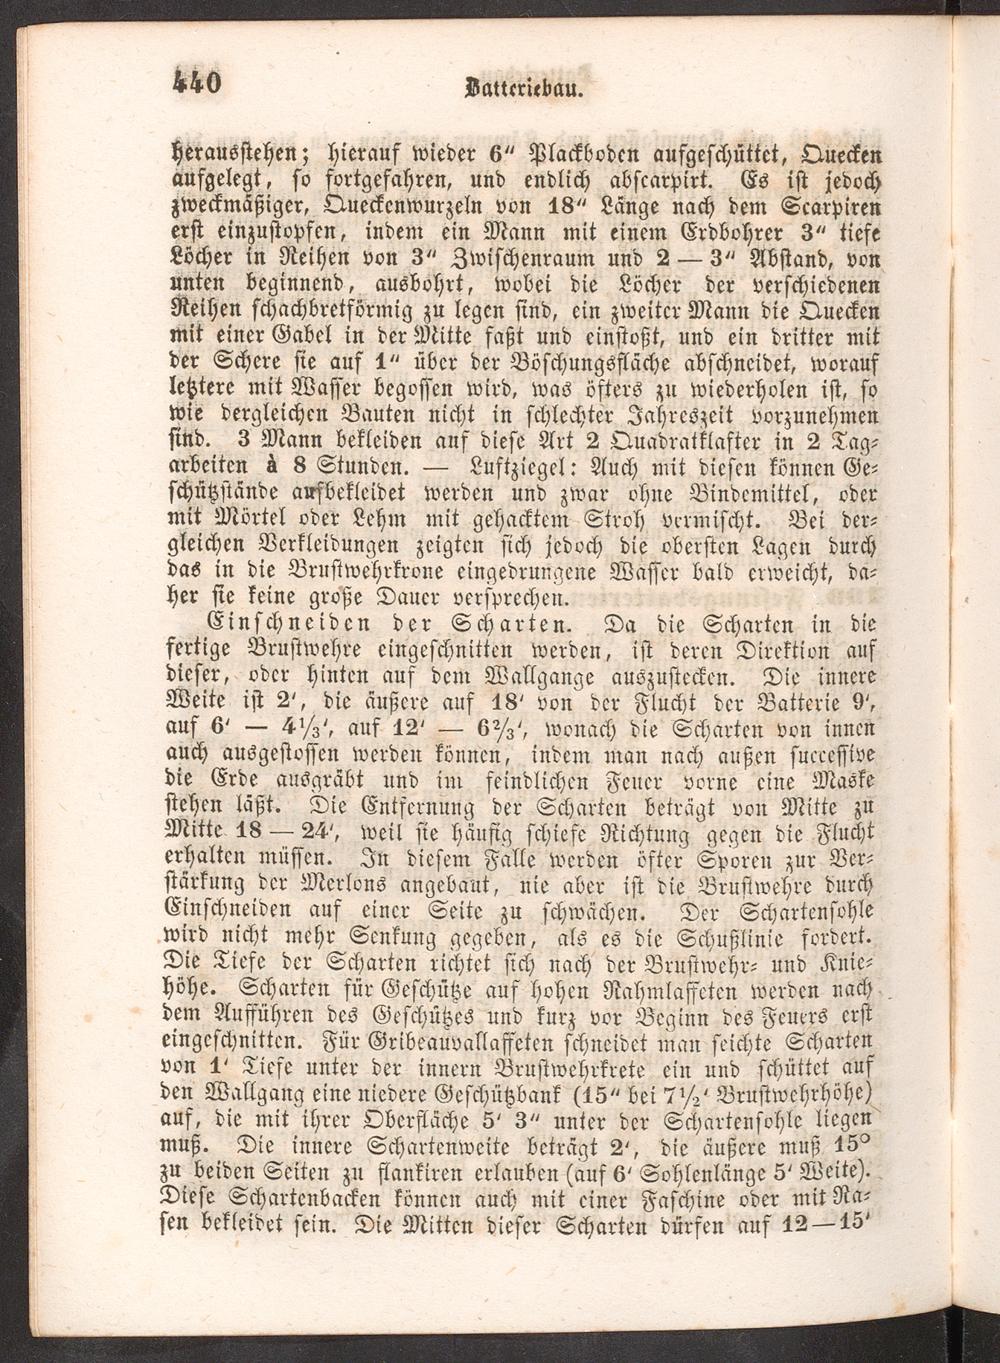 440
Batteriebau.
herausstehen; hierauf wieder 6" Plackboden aufgeschüttet, Quecken
aufgelegt, so fortgefahren, und endlich abscarpirt. Es ist jedoch
zweckmäßiger, Queckenwurzeln von 18" Länge nach dem Scarpiren
erst einzustopfen, indem ein Mann mit einem Erdbohrer 3" tiefe
Löcher in Reihen von 3" Zwischenraum und 2 — 3" Abstand, von
unten beginnend, ausbohrt, wobei die Löcher der verschiedenen
Reihen schachbretförmig zu legen sind, ein zweiter Mann die Quecken
mit einer Gabel in der Mitte faßt und einstoßt, und ein dritter mit
der Schere sie auf 1" über der Böschungsfläche abschneidet, worauf
letztere mit Wasser begossen wird, was öfters zu wiederholen ist, so
wie dergleichen Bauten nicht in schlechter Jahreszeit vorzunehmen
sind. 3 Mann bekleiden auf diese Art 2 Quadratklafter in 2 Tag-
arbeiten à 8 Stunden. — Luftziegel: Auch mit diesen können Ge-
schützstände aufbekleidet werden und zwar ohne Bindemittel, oder
mit Mörtel oder Lehm mit gehacktem Stroh vermischt. Bei der-
gleichen Verkleidungen zeigten sich jedoch die obersten Lagen durch
das in die Brustwehrkrone eingedrungene Wasser bald erweicht, da-
her sie keine große Dauer versprechen.
Einschneiden der Scharten. Da die Scharten in die
fertige Brustwehre eingeschnitten werden, ist deren Direktion auf
dieser, oder hinten auf dem Wallgange auszustecken. Die innere
Weite ist 2', die äußere auf 18' von der Flucht der Batterie 9',
auf 6' — 4⅓', auf 12' — 6⅔', wonach die Scharten von innen
auch ausgestossen werden können, indem man nach außen successive
die Erde ausgräbt und im feindlichen Feuer vorne eine Maske
stehen läßt. Die Entfernung der Scharten beträgt von Mitte zu
Mitte 18 — 24', weil sie häufig schiefe Richtung gegen die Flucht
erhalten müssen. In diesem Falle werden öfter Sporen zur Ver-
stärkung der Merlons angebaut, nie aber ist die Brustwehre durch
Einschneiden auf einer Seite zu schwächen. Der Schartensohle
wird nicht mehr Senkung gegeben, als es die Schußlinie fordert.
Die Tiefe der Scharten richtet sich nach der Brustwehr- und Knie-
höhe. Scharten für Geschütze auf hohen Rahmlaffeten werden nach
dem Aufführen des Geschützes und kurz vor Beginn des Feuers erst
eingeschnitten. Für Gribeauvallaffeten schneidet man seichte Scharten
von 1' Tiefe unter der innern Brustwehrkrete ein und schüttet auf
den Wallgang eine niedere Geschützbank (15" bei 7½' Brustwehrhöhe)
auf, die mit ihrer Oberfläche 5' 3" unter der Schartensohle liegen
muß. Die innere Schartenweite beträgt 2', die äußere muß 15°
zu beiden Seiten zu flankiren erlauben (auf 6' Sohlenlänge 5' Weite).
Diese Schartenbacken können auch mit einer Faschine oder mit Ra-
sen bekleidet sein. Die Mitten dieser Scharten dürfen auf 12—15'